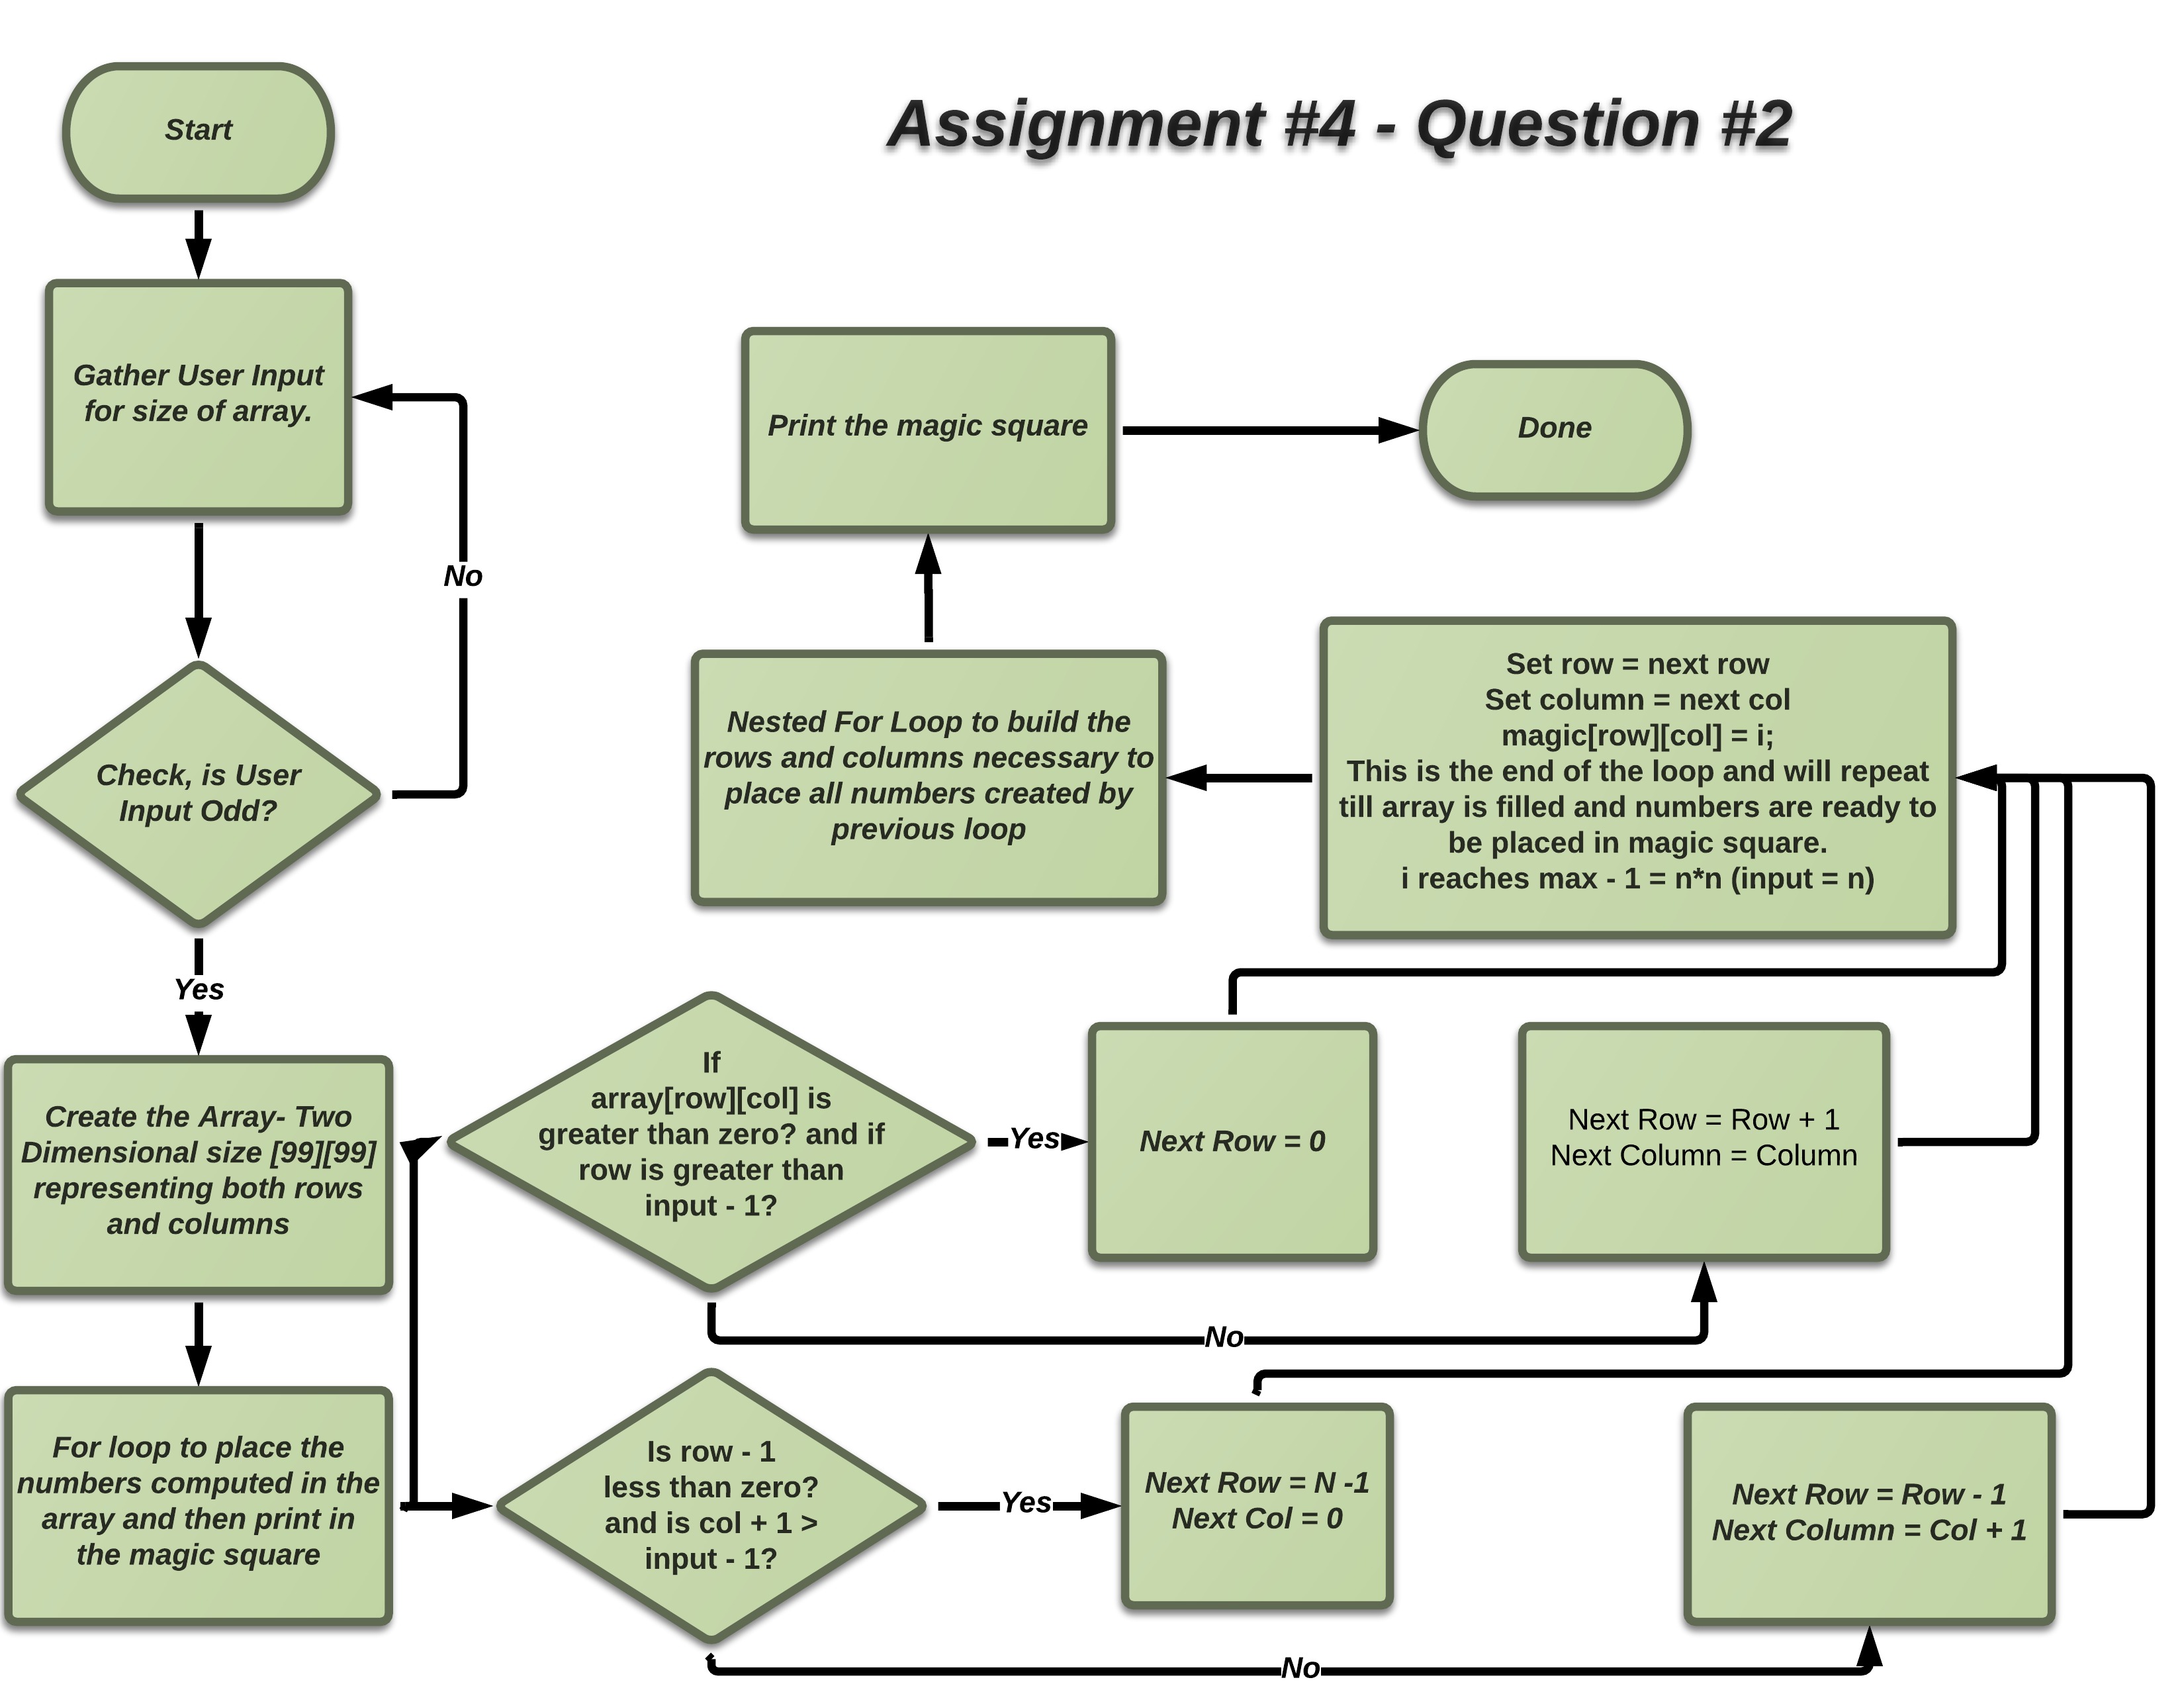 Assignment #4 - Question #2
Start
Gather User Input
for size of array.
No
Check, is User
Input Odd?
Yes
Create the Array- Two
Dimensional size [99][99]
representing both rows
and columns
For loop to place the
numbers computed in the
array and then print in
the magic square
If
array[row][col] is
greater than zero? and if
row is greater than
input - 1?
Yes
Next Row = 0
No
Next Row = Row + 1
Next Column = Column
Is row - 1
less than zero?
and is col + 1 >
input - 1?
Yes
Next Row = N -1
Next Col = 0
No
Next Row = Row - 1
Next Column = Col + 1
Set row = next row
Set column = next col
magic[row][col] = i;
This is the end of the loop and will repeat
till array is filled and numbers are ready to
be placed in magic square.
i reaches max - 1 = n*n (input = n)
Nested For Loop to build the
rows and columns necessary to
place all numbers created by
previous loop
Print the magic square
Done